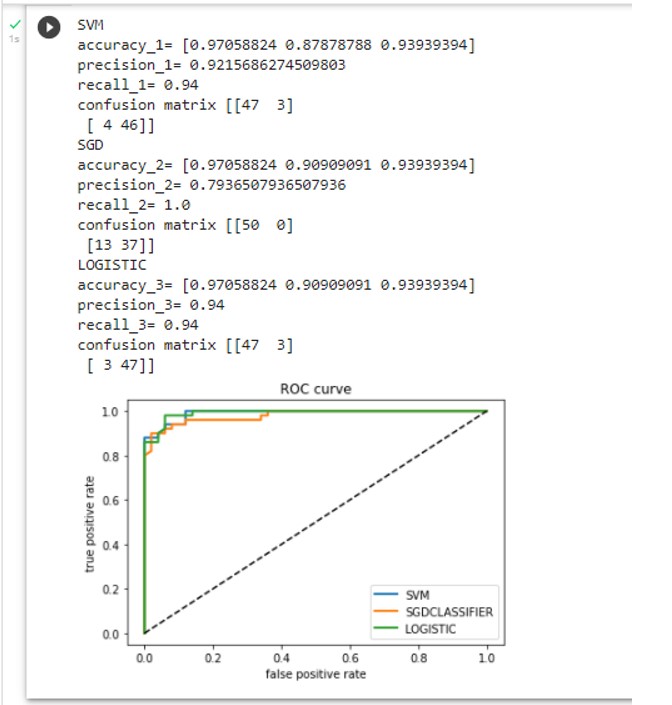 SVM
1s
accuracy_1= [0.97058824 0.87878788 0.93939394]
precision_1= 0.9215686274509803
recall_1= 0.94
confusion matrix [[47  3]
 [ 4 46]]
SGD
accuracy_2= [0.97058824 0.90909091 0.93939394]
precision_2= 0.7936507936507936
recall_2= 1.0
confusion matrix [[50  0]
 [13 37]]
LOGISTIC
accuracy_3= [0.97058824 0.90909091 0.93939394]
precision_3= 0.94
recall_3= 0.94
confusion matrix [[47  3]
 [ 3 47]]
ROC curve
1.0
0.8
0.6
0.4
0.2
0.0
true positive rate
SVM
SGDCLASSIFIER
LOGISTIC
0.0 0.2 0.4 0.6 0.8 1.0
false positive rate